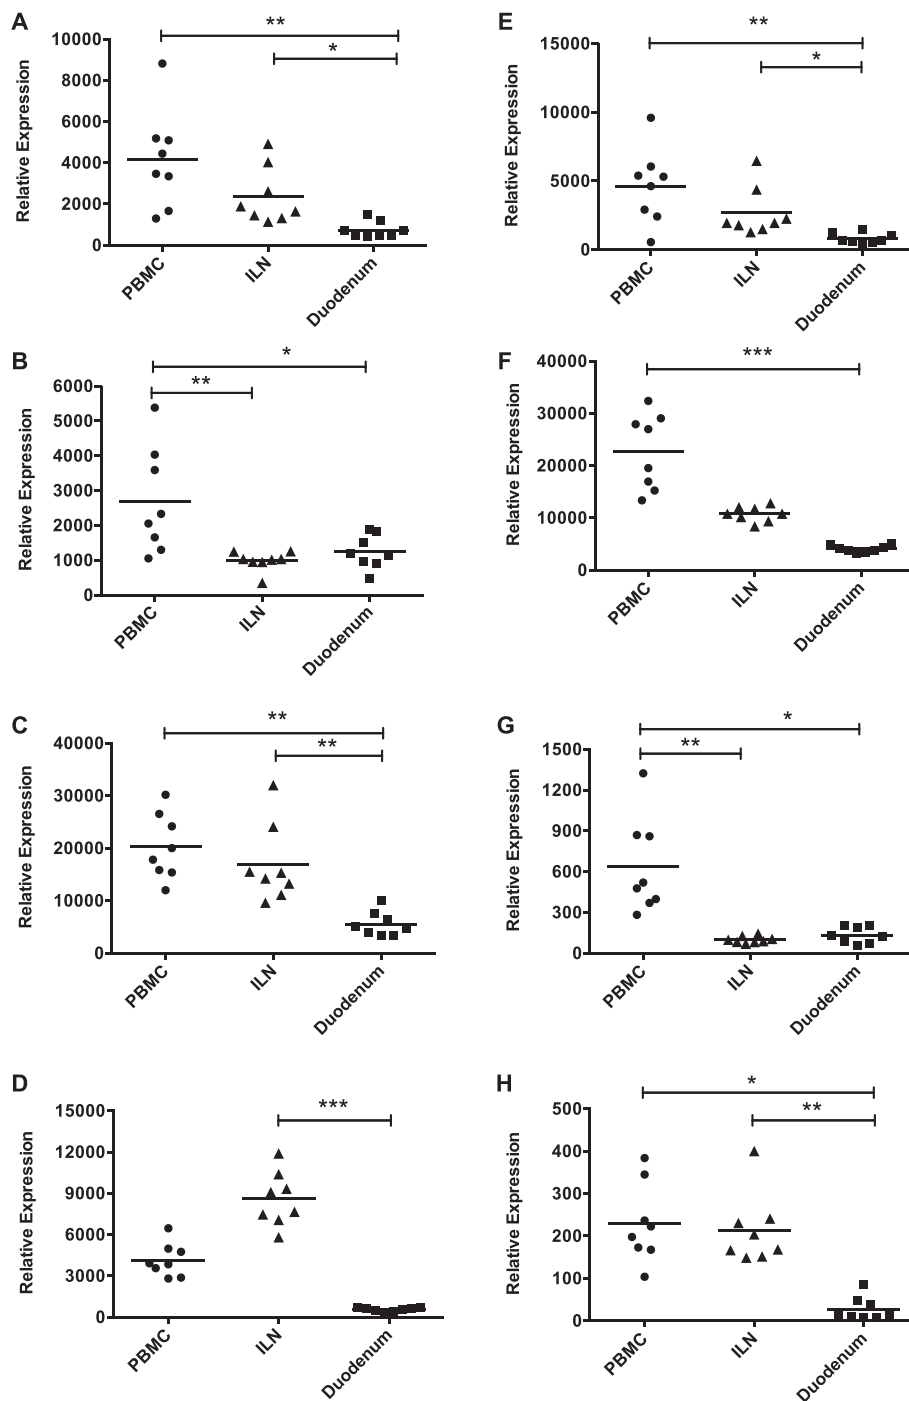 A
**
*
Relative Expression
10000
8000
6000
4000
2000
0
PBMC
ILN
Duodenum
E
**
*
Relative Expression
15000
10000
5000
0
PBMC
ILN
Duodenum
B
*
**
Relative Expression
6000
5000
4000
3000
2000
1000
0
PBMC
ILN
Duodenum
F
***
Relative Expression
40000
30000
20000
10000
0
PBMC
ILN
Duodenum
C
**
**
Relative Expression
40000
30000
20000
10000
0
PBMC
ILN
Duodenum
G
*
**
Relative Expression
1500
1200
900
600
300
0
PBMC
ILN
Duodenum
D
***
Relative Expression
15000
12000
9000
6000
3000
0
PBMC
ILN
Duodenum
H
*
**
Relative Expression
500
400
300
200
100
0
PBMC
ILN
Duodenum